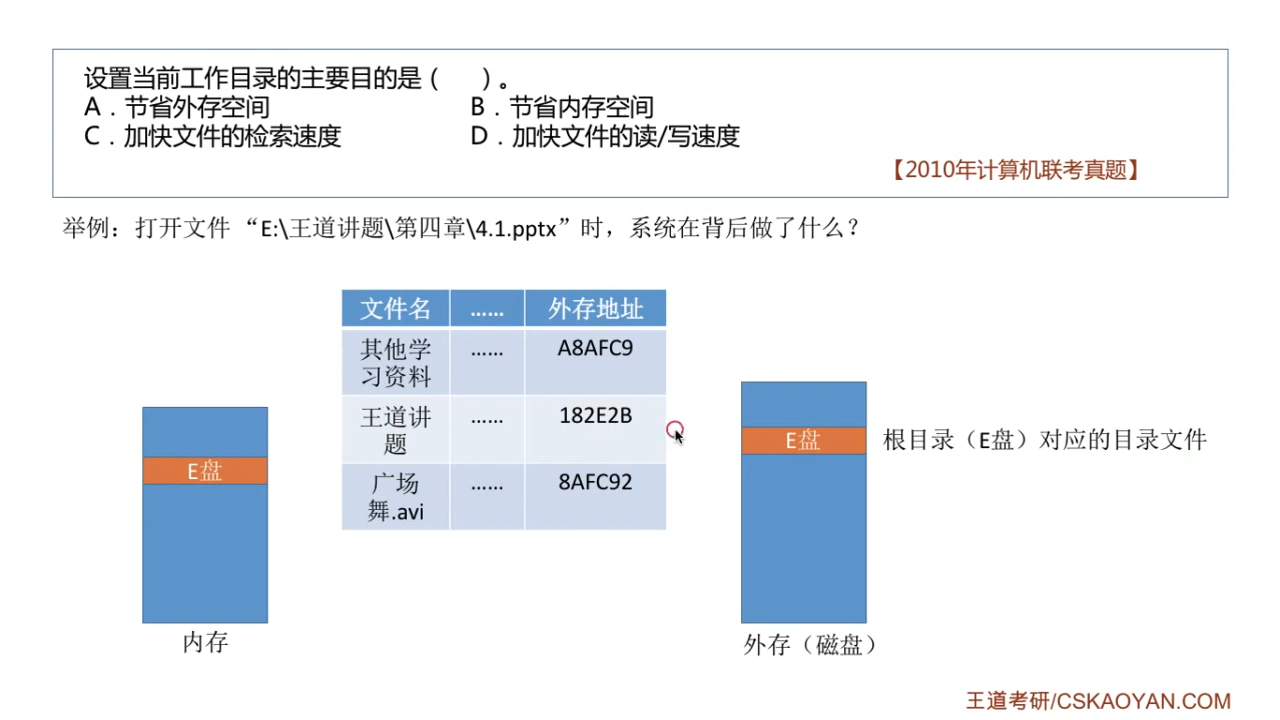 设置当前工作目录的主要目的是(      )。
A．节省外存空间
B．节省内存空间
C．加快文件的检索速度
D．加快文件的读/写速度
【2010年计算机联考真题】
举例：打开文件 “E:\王道讲题\第四章\4.1.pptx”时，系统在背后做了什么？
文件名 …… 外存地址
其他学 …… A8AFC9
习资料
王道讲 …… 182E2B
题
广场 …… 8AFC92
舞.avi
E盘
内存
E盘
根目录（E盘）对应的目录文件
外存（磁盘）
王道考研/CSKAOYAN.COM